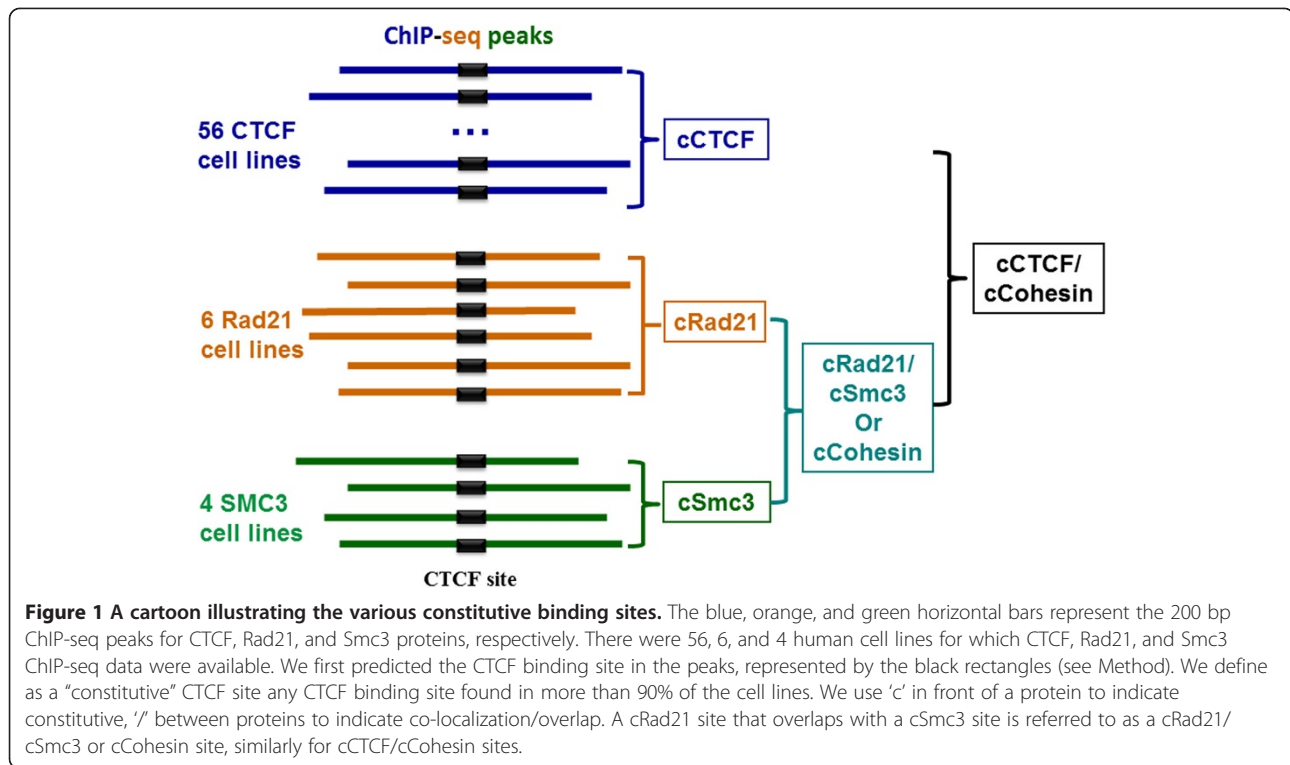 ChIP-seq peaks
56 CTCF
cell lines
...
cCTCF
6 Rad21
cell lines
cRad21
4 SMC3
cell lines
cSmc3
cRad21/
cSmc3
Or
cCohesin
cCTCF/
cCohesin
CTCF site
Figure 1 A cartoon illustrating the various constitutive binding sites. The blue, orange, and green horizontal bars represent the 200 bp
ChIP-seq peaks for CTCF, Rad21, and Smc3 proteins, respectively. There were 56, 6, and 4 human cell lines for which CTCF, Rad21, and Smc3
ChIP-seq data were available. We first predicted the CTCF binding site in the peaks, represented by the black rectangles (see Method). We define
as a “constitutive” CTCF site any CTCF binding site found in more than 90% of the cell lines. We use ‘c’ in front of a protein to indicate
constitutive, ‘/’ between proteins to indicate co-localization/overlap. A cRad21 site that overlaps with a cSmc3 site is referred to as a cRad21/
cSmc3 or cCohesin site, similarly for cCTCF/cCohesin sites.